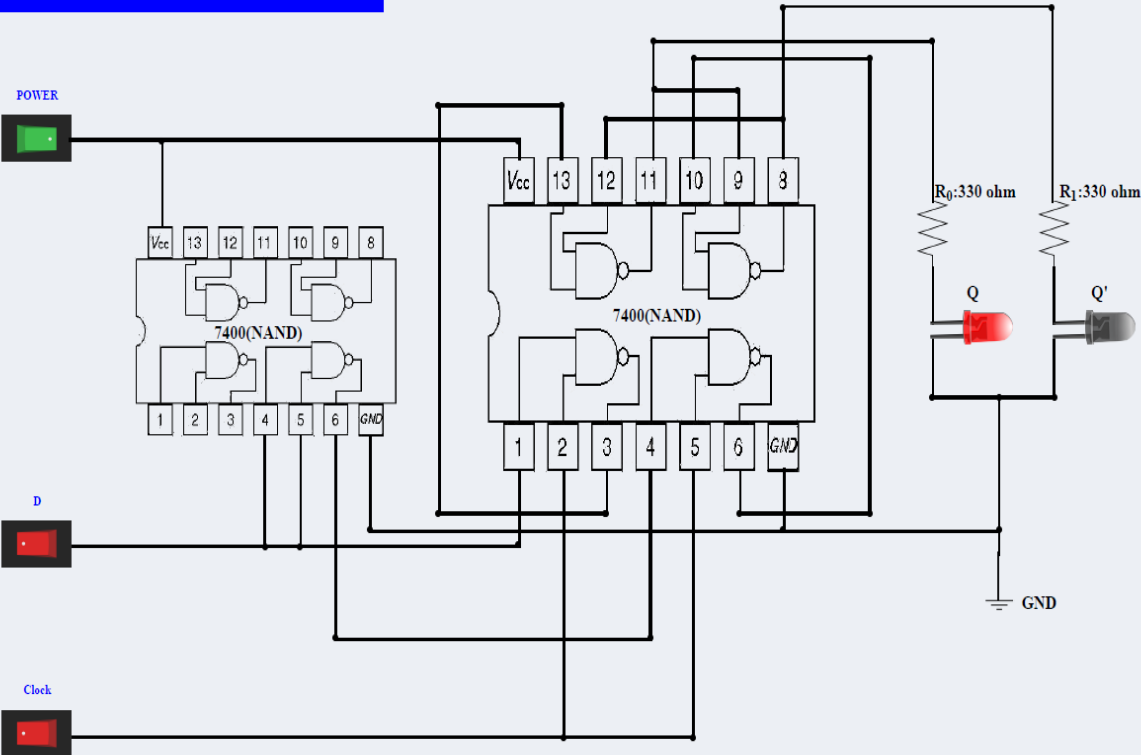 POWER
Vcc 13 12 11 10 9 8
R0:330 ohm
R1:330 ohm
Vcc 13 12 11 10 9 8
Q
Q'
7400(NAND)
7400(NAND)
1 2 3 4 5 6 GND
1 2 3 4 5 6 GND
D
GND
Clock